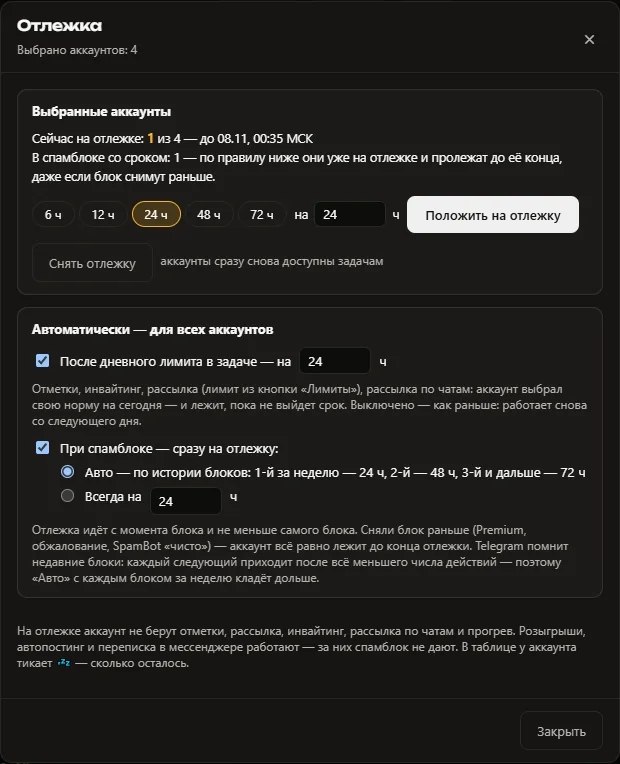 Отлежка
Выбрано аккаунтов: 4
Выбранные аккаунты
Сейчас на отлежке: 1 из 4 — до 08.11, 00:35 МСК
В спамблоке со сроком: 1 — по правилу ниже они уже на отлежке и пролежат до её конца,
даже если блок снимут раньше.
6 ч 12 ч 24 ч 48 ч 72 ч на 24 ч Положить на отлежку
Снять отлежку аккаунты сразу снова доступны задачам
Автоматически — для всех аккаунтов
После дневного лимита в задаче — на 24 ч
Отметки, инвайтинг, рассылка (лимит из кнопки «Лимиты»), рассылка по чатам: аккаунт выбрал
свою норму на сегодня — и лежит, пока не выйдет срок. Выключено — как раньше: работает снова
со следующего дня.
При спамблоке — сразу на отлежку:
Авто — по истории блоков: 1-й за неделю — 24 ч, 2-й — 48 ч, 3-й и дальше — 72 ч
Всегда на 24 ч
Отлежка идёт с момента блока и не меньше самого блока. Сняли блок раньше (Premium,
обжалование, SpamBot «чисто») — аккаунт всё равно лежит до конца отлежки. Telegram помнит
недавние блоки: каждый следующий приходит после всё меньшего числа действий — поэтому
«Авто» с каждым блоком за неделю кладёт дольше.
На отлежке аккаунт не берут отметки, рассылка, инвайтинг, рассылка по чатам и прогрев. Розыгрыши,
автопостинг и переписка в мессенджере работают — за них спамблок не дают. В таблице у аккаунта
тикает 💤 — сколько осталось.
Закрыть